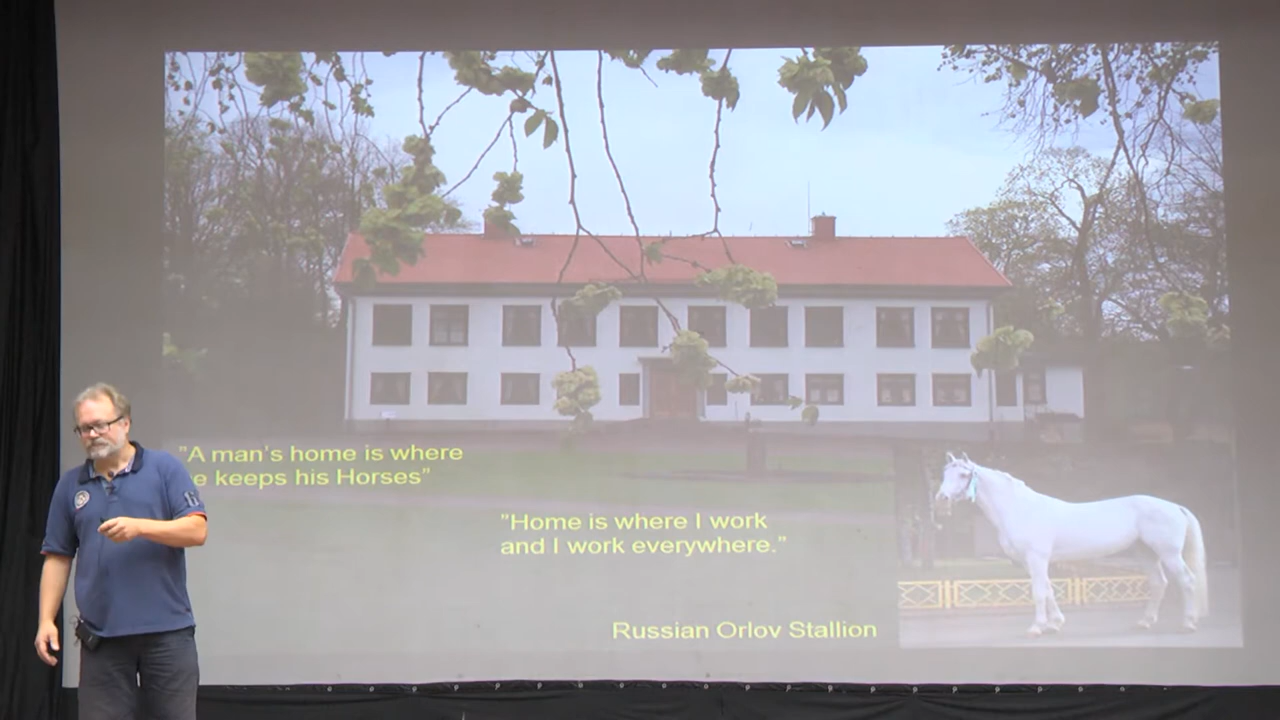 "A man's home is where
e keeps his Horses"
"Home is where I work
and I work everywhere."
Russian Orlov Stallion